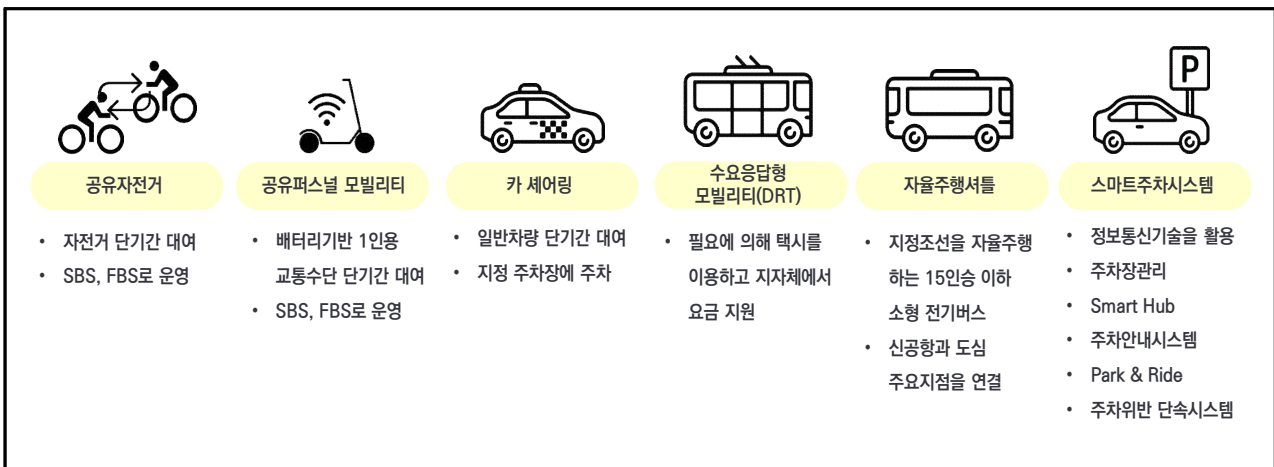 P
공유자전거
• 자전거 단기간 대여
• SBS, FBS로 운영
공유퍼스널 모빌리티
• 배터리기반 1인용
교통수단 단기간 대여
• SBS, FBS로 운영
카 셰어링
• 일반차량 단기간 대여
• 지정 주차장에 주차
수요응답형
모빌리티(DRT)
• 필요에 의해 택시를
이용하고 지자체에서
요금 지원
자율주행셔틀
• 지정조선을 자율주행
하는 15인승 이하
소형 전기버스
• 신공항과 도심
주요지점을 연결
스마트주차시스템
• 정보통신기술을 활용
• 주차장관리
• Smart Hub
• 주차안내시스템
• Park & Ride
• 주차위반 단속시스템